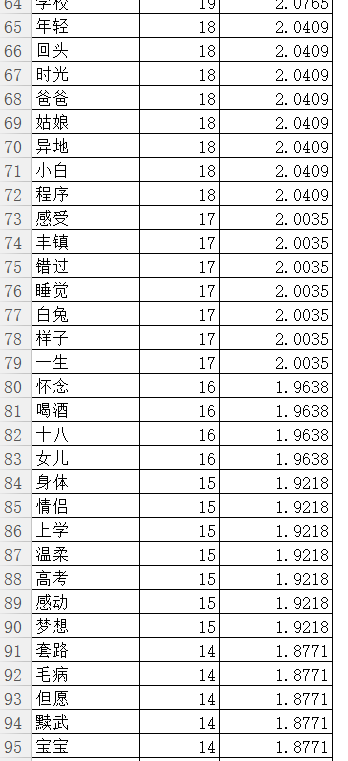 64 学校 19 2.0765
65 年轻 18 2.0409
66 回头 18 2.0409
67 时光 18 2.0409
68 爸爸 18 2.0409
69 姑娘 18 2.0409
70 异地 18 2.0409
71 小白 18 2.0409
72 程序 18 2.0409
73 感受 17 2.0035
74 丰镇 17 2.0035
75 错过 17 2.0035
76 睡觉 17 2.0035
77 白兔 17 2.0035
78 样子 17 2.0035
79 一生 17 2.0035
80 怀念 16 1.9638
81 喝酒 16 1.9638
82 十八 16 1.9638
83 女儿 16 1.9638
84 身体 15 1.9218
85 情侣 15 1.9218
86 上学 15 1.9218
87 温柔 15 1.9218
88 高考 15 1.9218
89 感动 15 1.9218
90 梦想 15 1.9218
91 套路 14 1.8771
92 毛病 14 1.8771
93 但愿 14 1.8771
94 黩武 14 1.8771
95 宝宝 14 1.8771